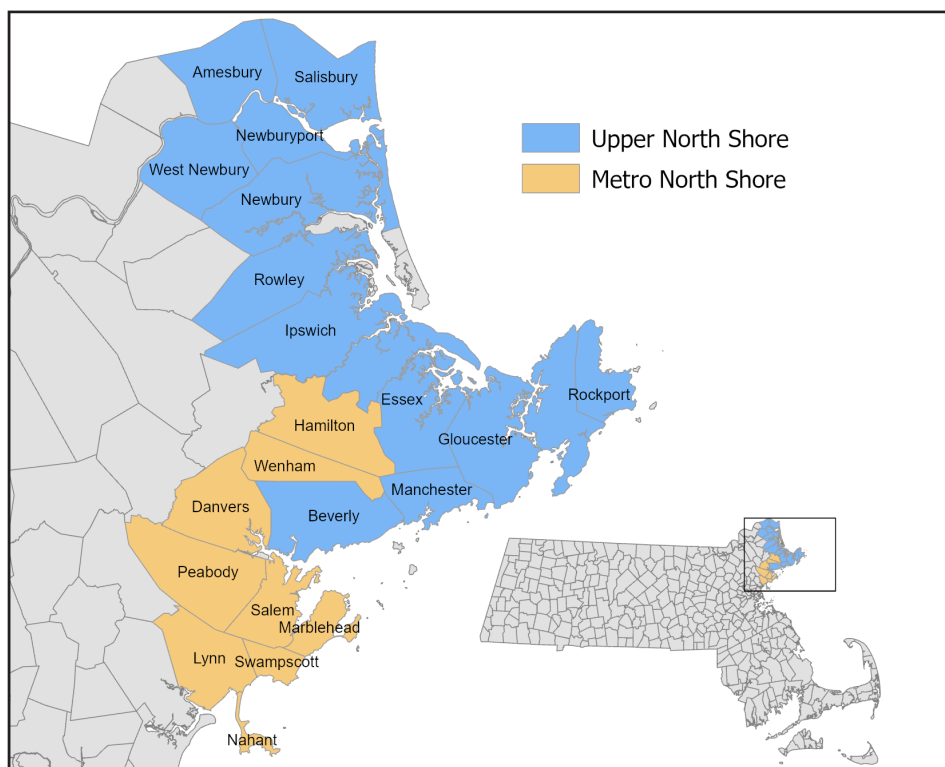 Amesbury
Salisbury
Newburyport
Upper North Shore
West Newbury
Metro North Shore
Newbury
Rowley
Ipswich
Essex
Rockport
Hamilton
Gloucester
Wenham
Manchester
Danvers
Beverly
Peabody
Salem
Marblehead
Lynn
Swampscott
Nahant